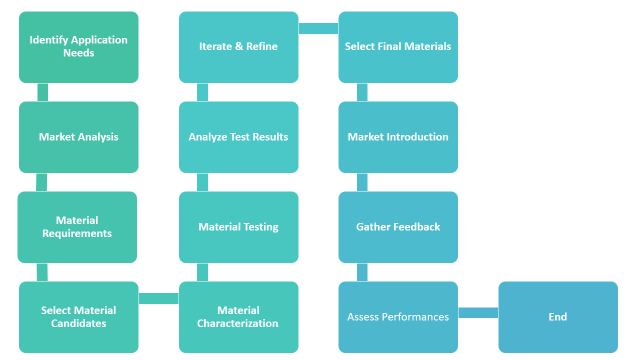 Identify Application
Needs
Market Analysis
Material
Requirements
Select Material
Candidates
Material
Characterization
Material Testing
Analyze Test Results
Iterate & Refine
Select Final Materials
Market Introduction
Gather Feedback
Assess Performances
End